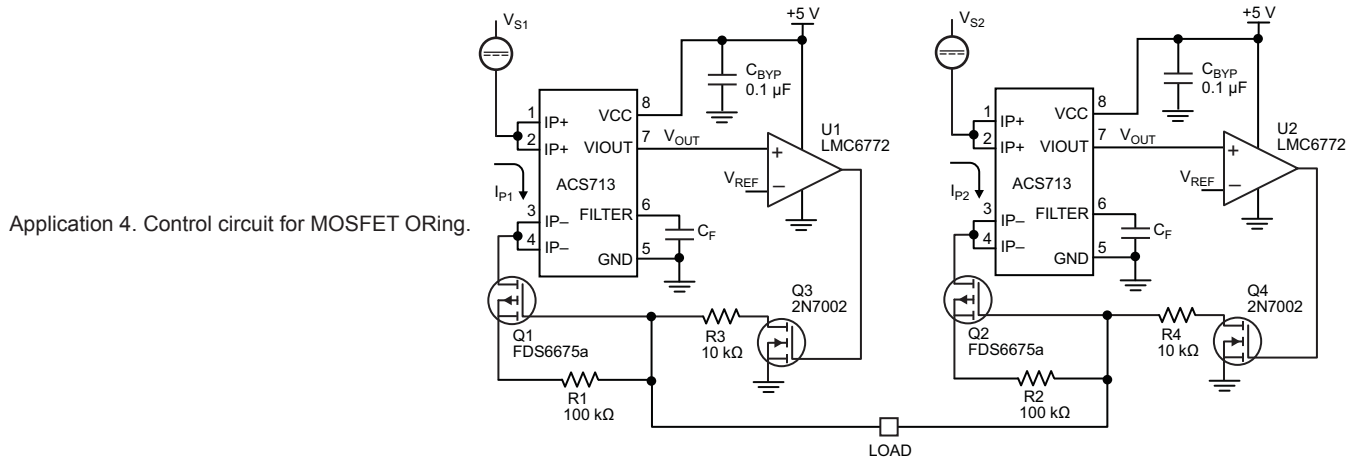 Application 4. Control circuit for MOSFET ORing.
VS1
+5 V
CBYP
0.1 µF
1
IP+
2
IP+
VCC
8
VIOUT
7
VOUT
U1
LMC6772
VREF
IP1
ACS713
3
IP–
4
IP–
FILTER
6
CF
GND
5
Q1
FDS6675a
R3
10 kΩ
Q3
2N7002
R1
100 kΩ
VS2
+5 V
CBYP
0.1 µF
1
IP+
2
IP+
VCC
8
VIOUT
7
VOUT
U2
LMC6772
VREF
IP2
ACS713
3
IP–
4
IP–
FILTER
6
CF
GND
5
Q2
FDS6675a
R4
10 kΩ
Q4
2N7002
R2
100 kΩ
LOAD